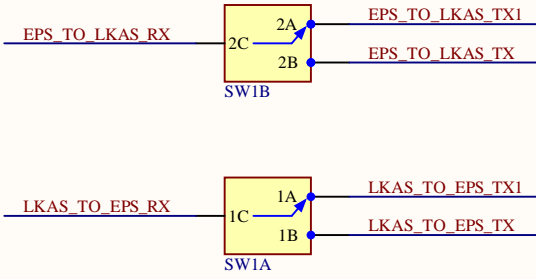 EPS_TO_LKAS_RX
2A
EPS_TO_LKAS_TX1
2C
2B
EPS_TO_LKAS_TX
SW1B
LKAS_TO_EPS_RX
1A
LKAS_TO_EPS_TX1
1C
1B
LKAS_TO_EPS_TX
SW1A